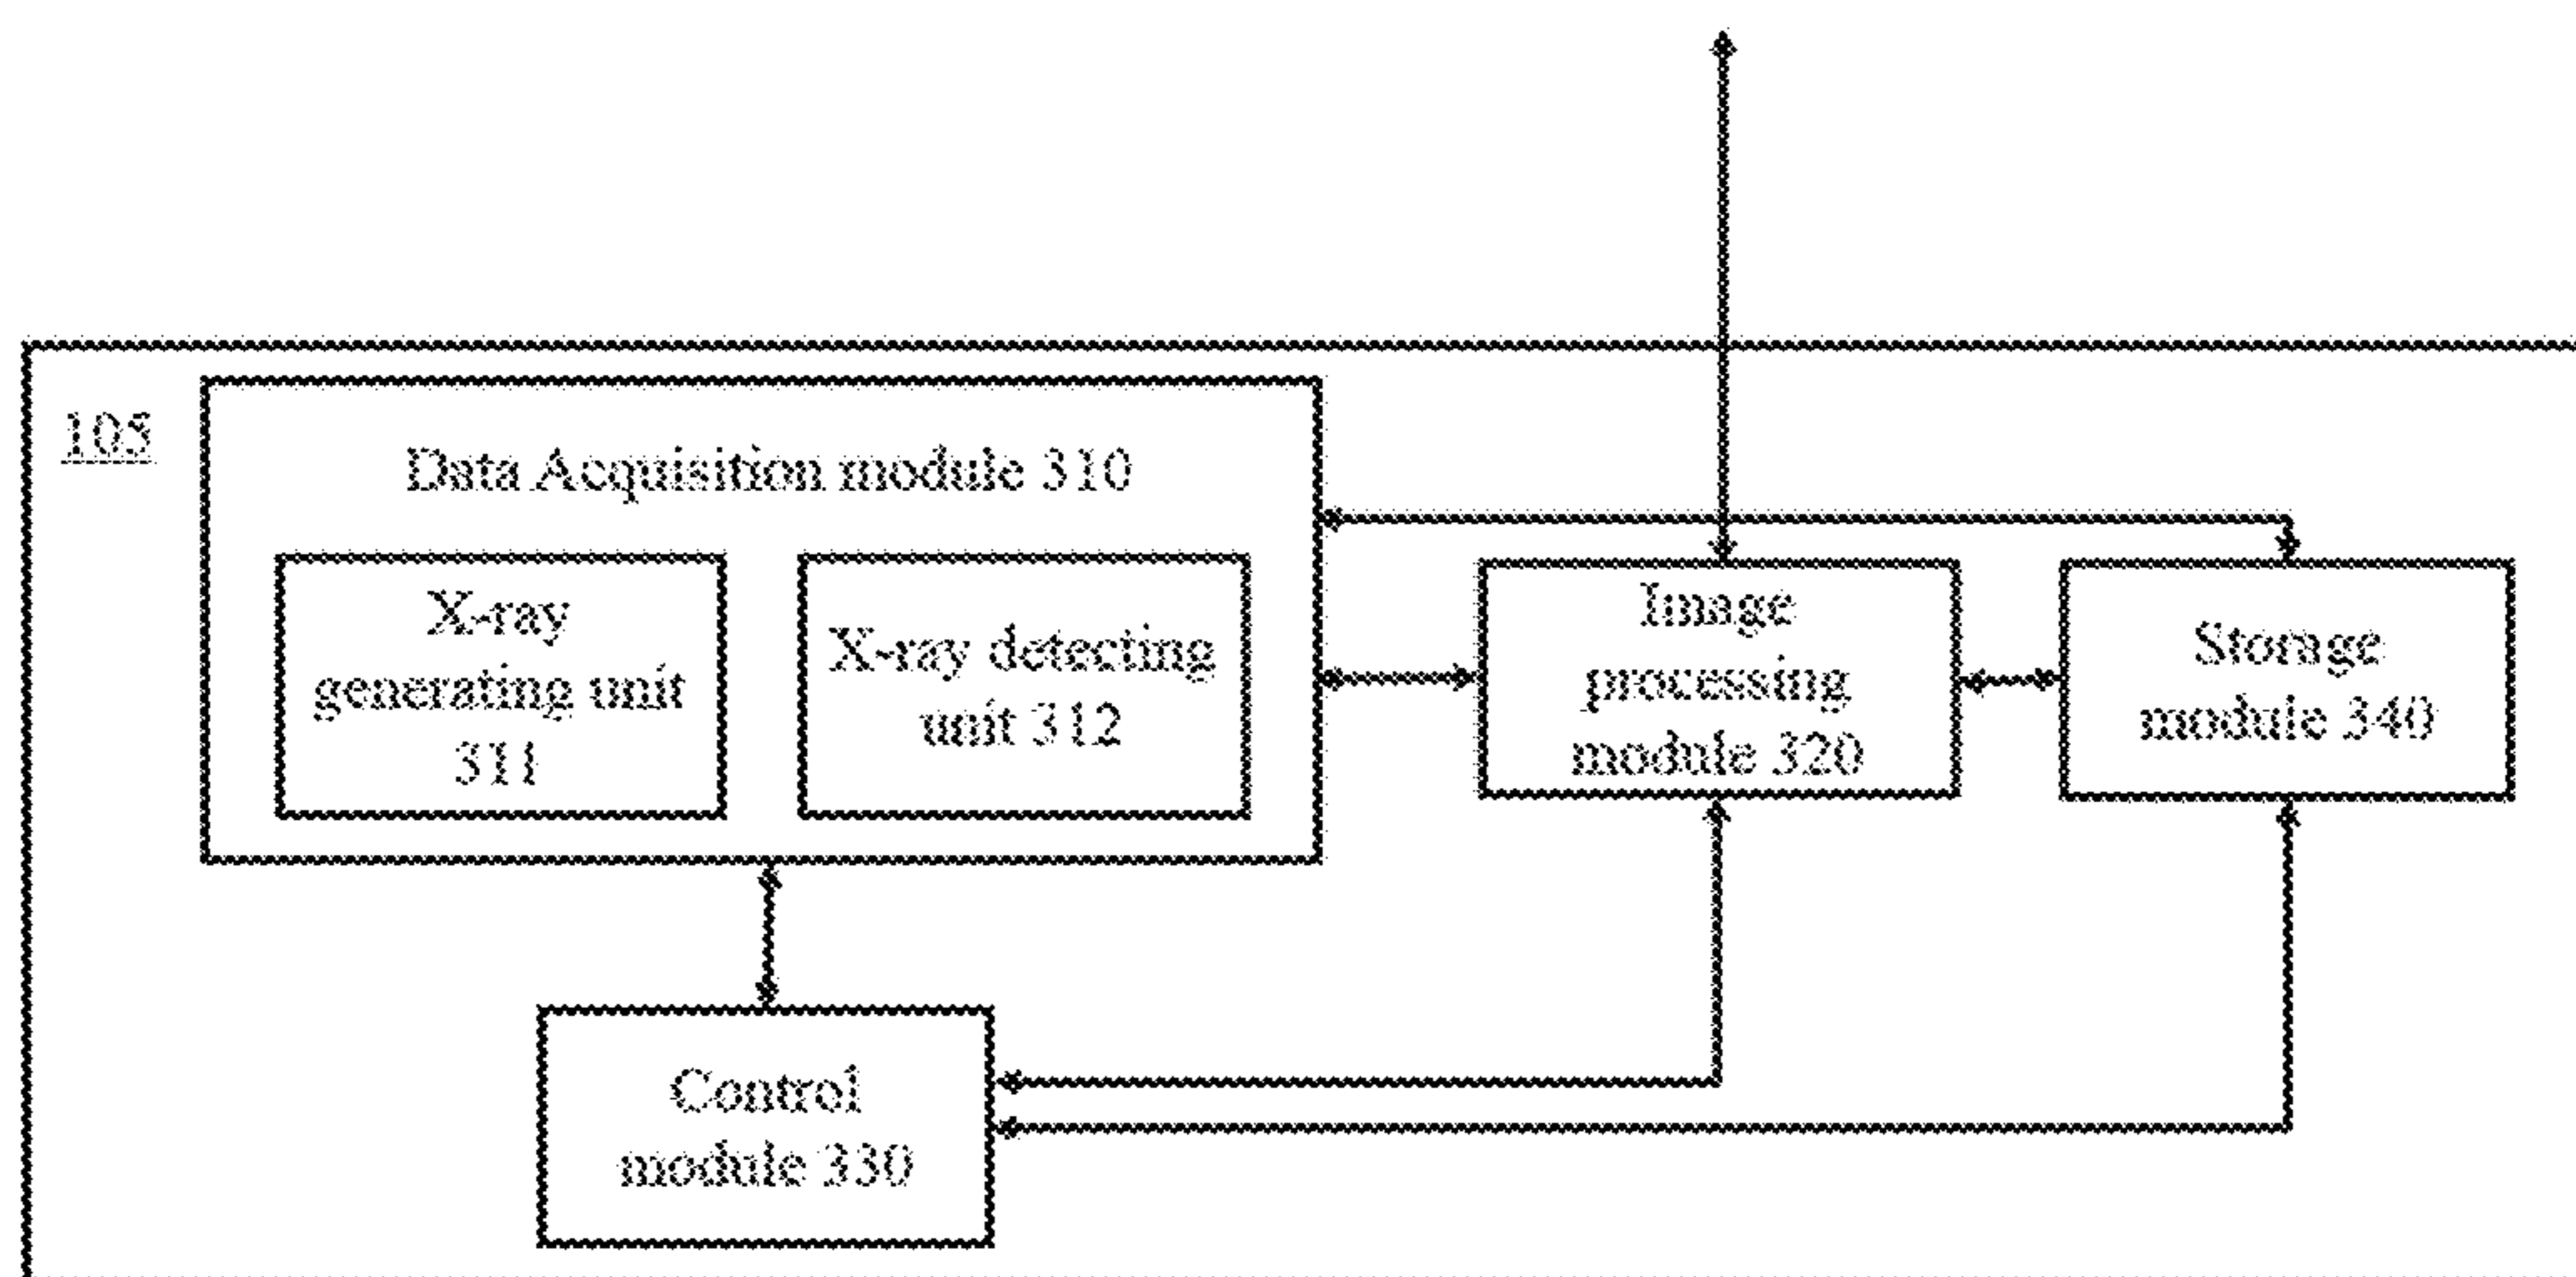 105
Data Acquisition module 310
X-ray
generating unit
311
X-ray detecting
unit 312
Image
processing
module 320
Storage
module 340
Control
module 330